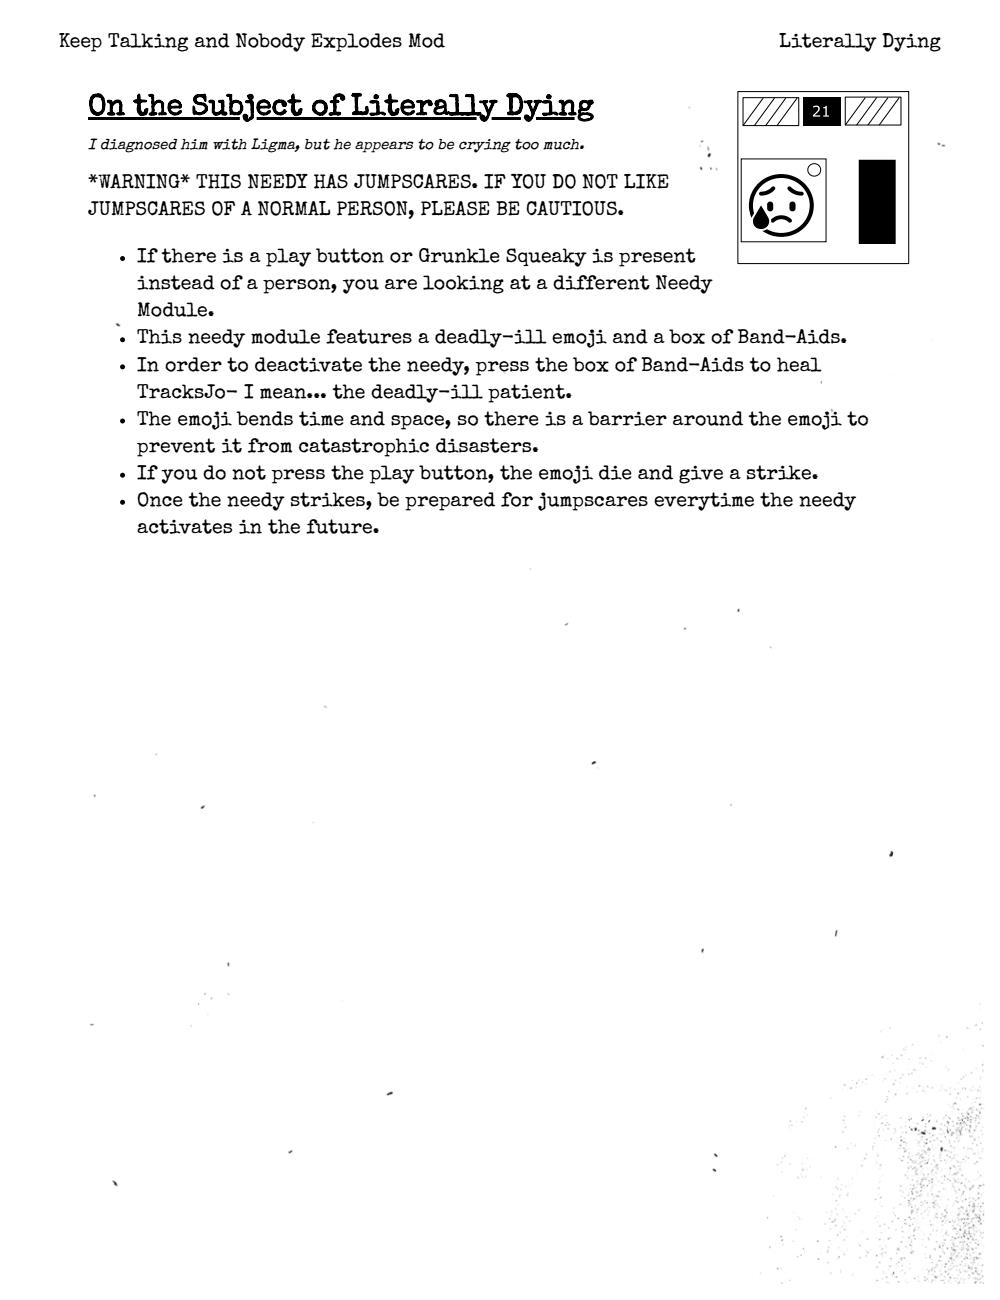 Keep Talking and Nobody Explodes Mod
Literally Dying
On the Subject of Literally Dying
I diagnosed him with Ligma, but he appears to be crying too much.
*WARNING* THIS NEEDY HAS JUMPSCARES. IF YOU DO NOT LIKE
JUMPSCARES OF A NORMAL PERSON, PLEASE BE CAUTIOUS.
21
• If there is a play button or Grunkle Squeaky is present
instead of a person, you are looking at a different Needy
Module.
• This needy module features a deadly-ill emoji and a box of Band-Aids.
• In order to deactivate the needy, press the box of Band-Aids to heal
TracksJo- I mean... the deadly-ill patient.
• The emoji bends time and space, so there is a barrier around the emoji to
prevent it from catastrophic disasters.
• If you do not press the play button, the emoji die and give a strike.
• Once the needy strikes, be prepared for jumpscares everytime the needy
activates in the future.